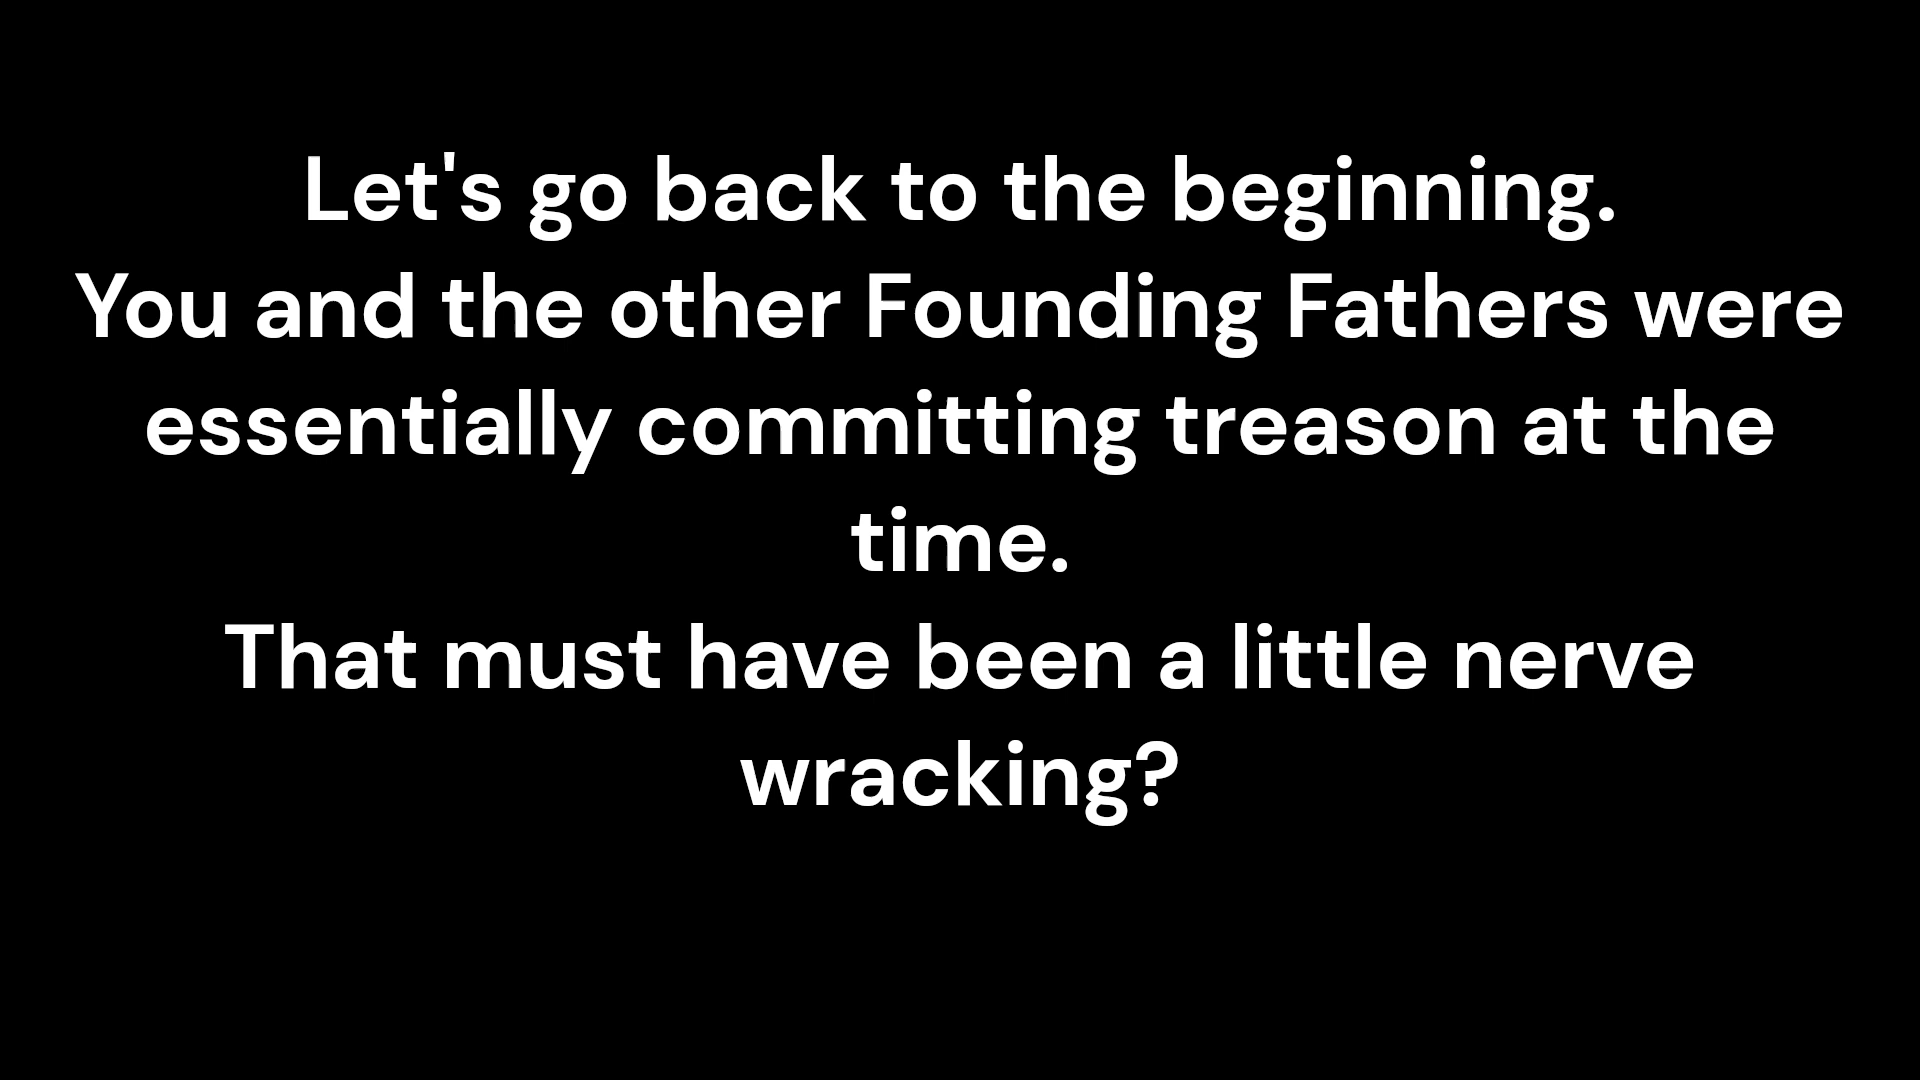 Let's go back to the beginning.
You and the other Founding Fathers were
essentially committing treason at the
time.
That must have been a little nerve
wracking?